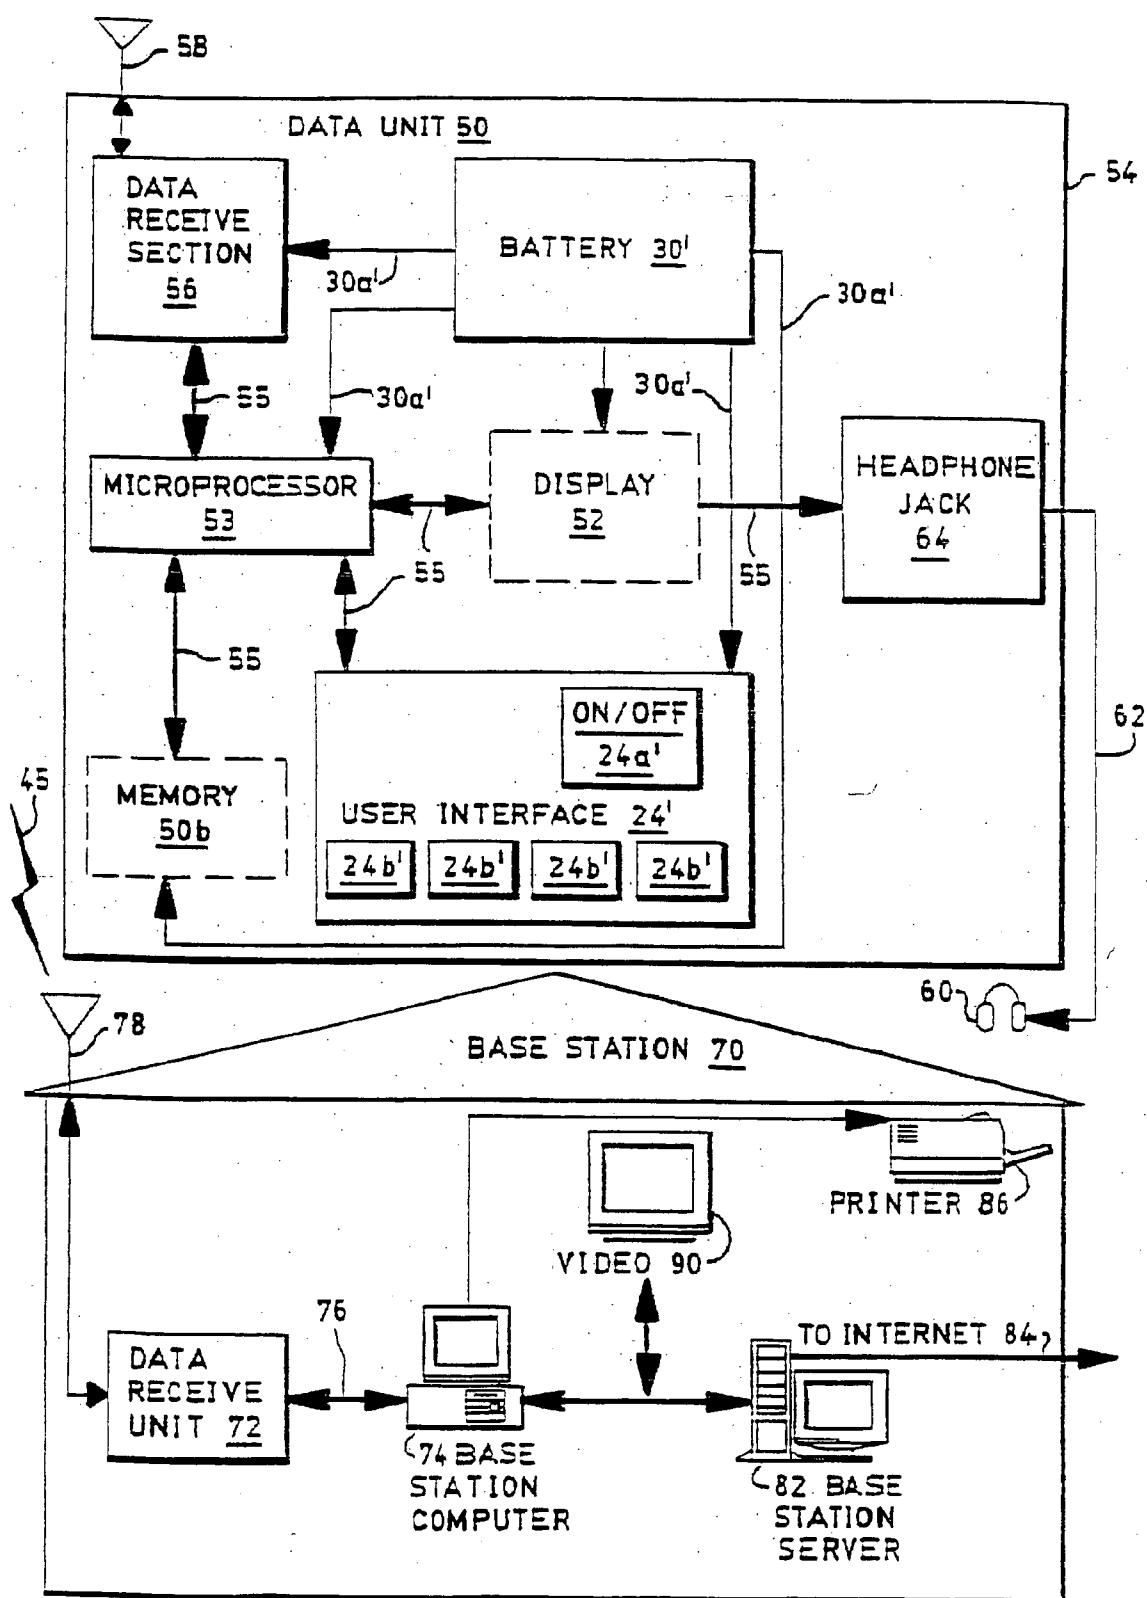 58
DATA UNIT 50
54
DATA
RECEIVE
SECTION
56
BATTERY 30'
30a'
30a'
30a'
30a'
55
MICROPROCESSOR
53
DISPLAY
52
HEADPHONE
JACK
64
55
55
55
55
ON/OFF
24a'
62
MEMORY
50b
USER INTERFACE 24'
24b' 24b' 24b' 24b'
45
60
78
BASE STATION 70
PRINTER 86
VIDEO 90
76
TO INTERNET 84
DATA
RECEIVE
UNIT 72
74 BASE
STATION
COMPUTER
82 BASE
STATION
SERVER